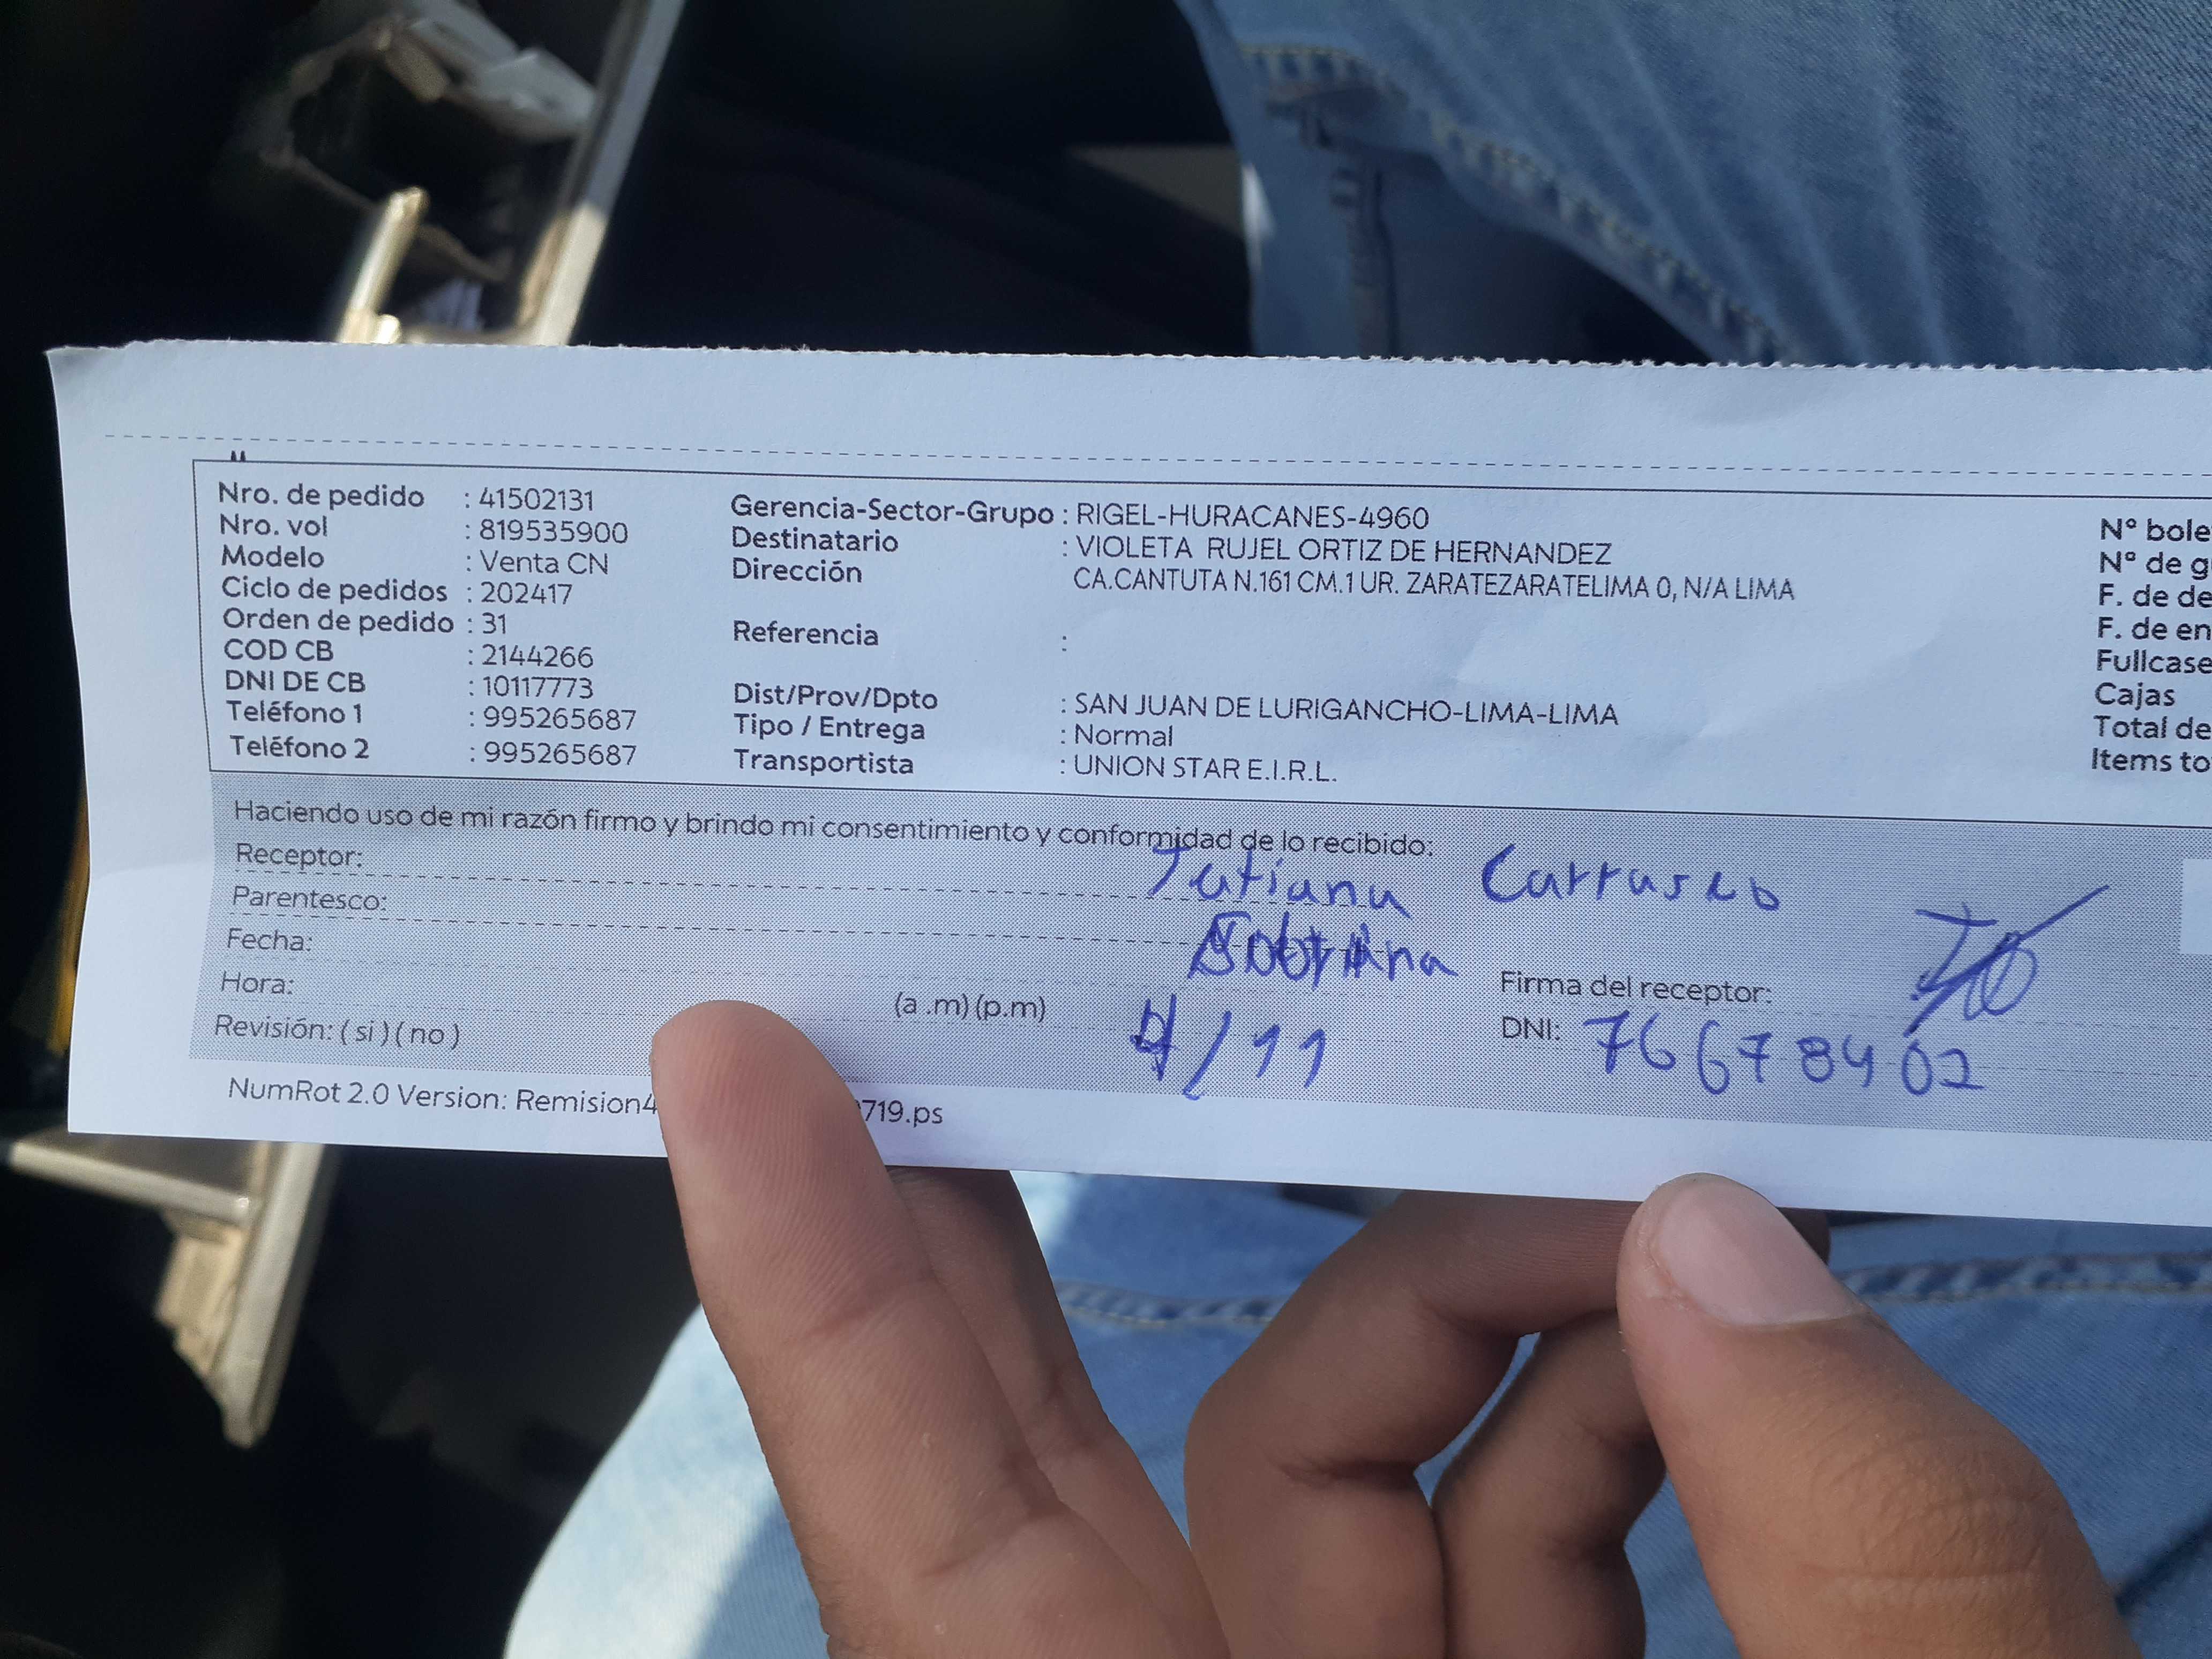 Nro. de pedido : 41502131
Nro. vol : 819535900
Modelo : Venta CN
Ciclo de pedidos : 202417
Orden de pedido : 31
COD CB : 2144266
DNI DE CB : 10117773
Teléfono 1 : 995265687
Teléfono 2 : 995265687
Gerencia-Sector-Grupo : RIGEL-HURACANES-4960
Destinatario : VIOLETA RUJEL ORTIZ DE HERNANDEZ
Dirección CA.CANTUTA N.161 CM.1 UR. ZARATEZARATELIMA 0, N/A LIMA
Referencia :
Dist/Prov/Dpto : SAN JUAN DE LURIGANCHO-LIMA-LIMA
Tipo / Entrega : Normal
Transportista : UNION STAR E.I.R.L.
N° bole
N° de g
F. de de
F. de en
Fullcase
Cajas
Total de
Items to
Haciendo uso de mi razón firmo y brindo mi consentimiento y conformidad de lo recibido:
Receptor: Tatiana Carrasco
Parentesco: Sobrina
Fecha: /11
Hora: (a .m) (p.m)
Revisión: ( si ) ( no )
Firma del receptor:
DNI: 76678402
NumRot 2.0 Version: Remision4 719.ps